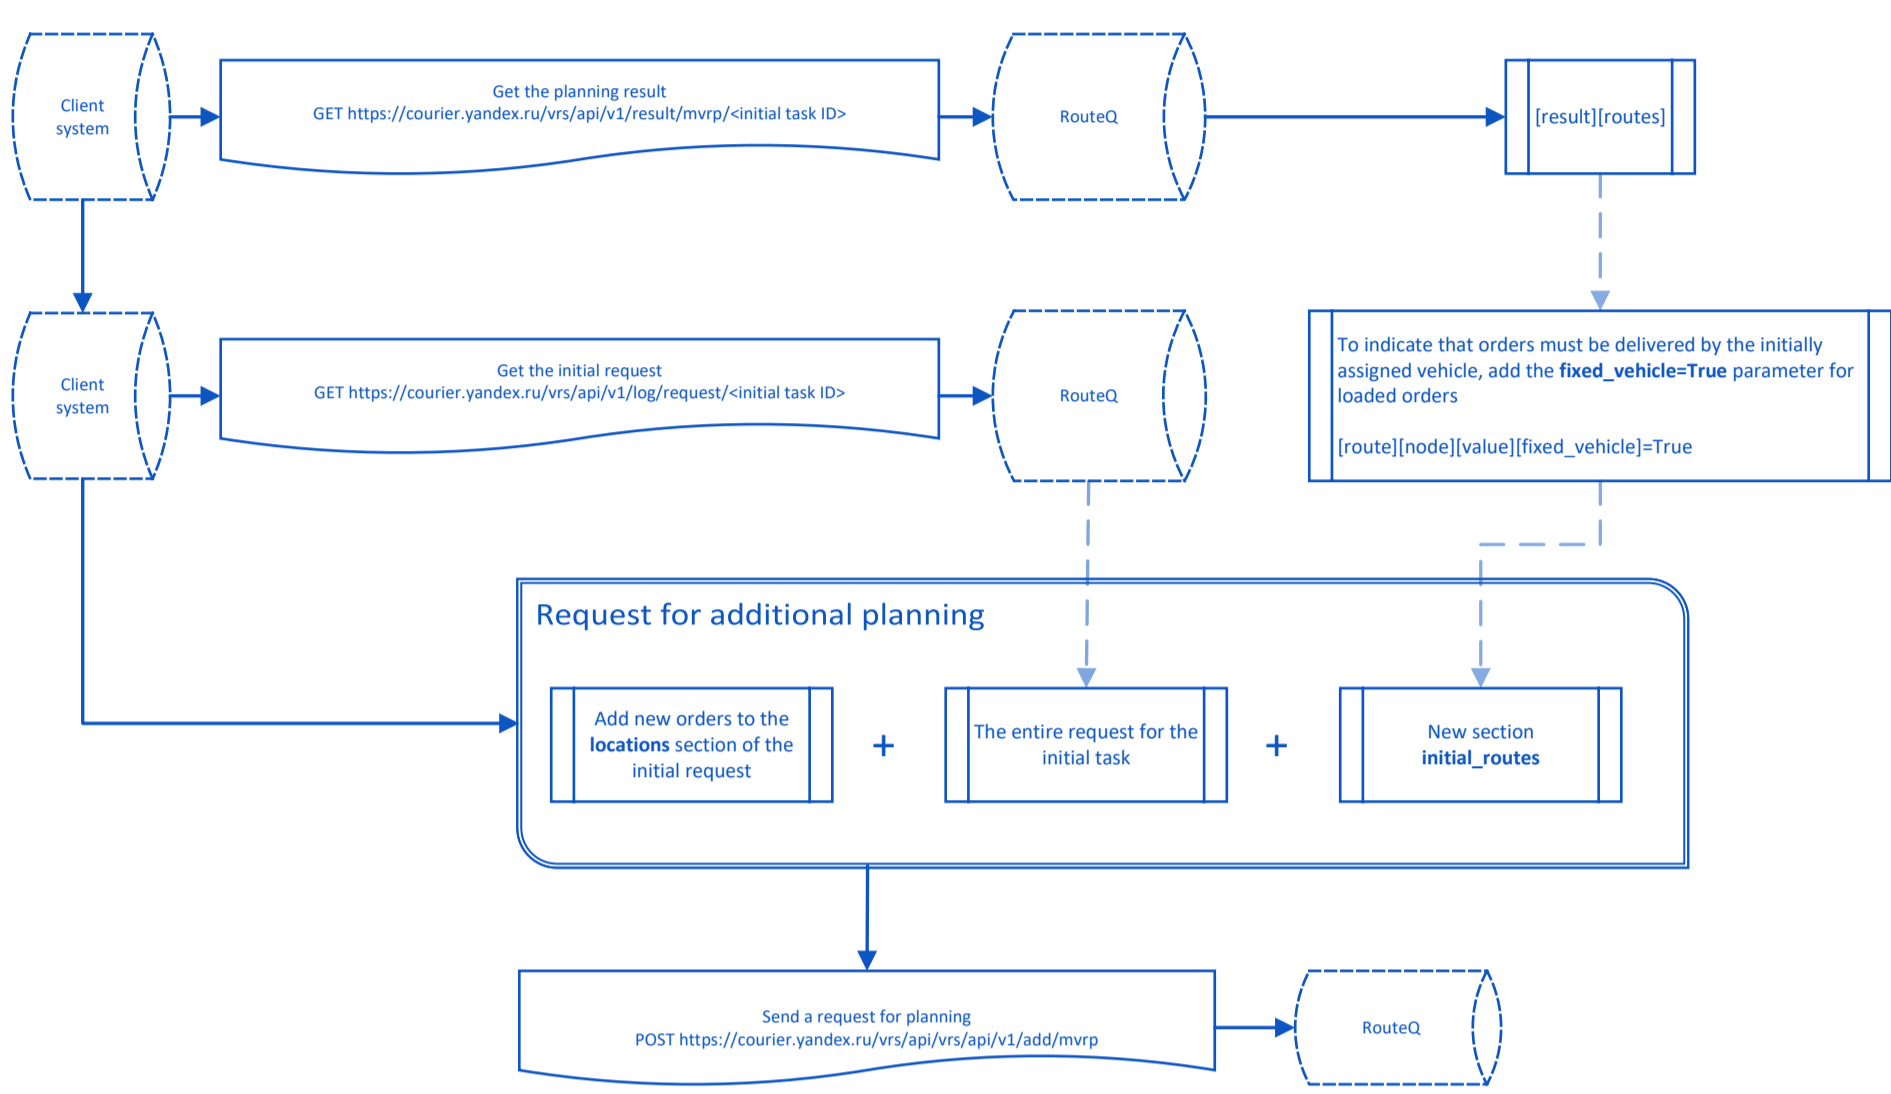 Client
system
Get the planning result
GET https://courier.yandex.ru/vrs/api/v1/result/mvrp/<initial task ID>
RouteQ
[result][routes]
Client
system
Get the initial request
GET https://courier.yandex.ru/vrs/api/v1/log/request/<initial task ID>
RouteQ
To indicate that orders must be delivered by the initially
assigned vehicle, add the fixed_vehicle=True parameter for
loaded orders
[route][node][value][fixed_vehicle]=True
Request for additional planning
Add new orders to the
locations section of the
initial request
+
The entire request for the
initial task
+
New section
initial_routes
Send a request for planning
POST https://courier.yandex.ru/vrs/api/vrs/api/v1/add/mvrp
RouteQ